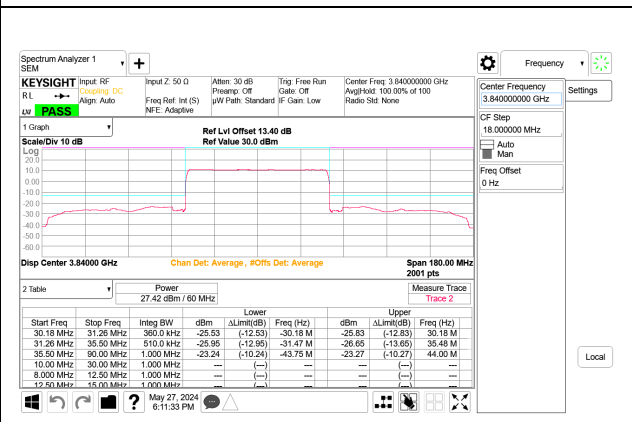 Spectrum Analyzer 1
SEM
Frequency
KEYSIGHT
RL
LXI
PASS
Input: RF
Coupling: DC
Align: Auto
Input Z: 50 Ω
Freq Ref: Int (S)
NFE: Adaptive
Atten: 30 dB
Preamp: Off
µW Path: Standard
Trig: Free Run
Gate: Off
IF Gain: Low
Center Freq: 3.840000000 GHz
Avg|Hold: 100.00% of 100
Radio Std: None
Center Frequency
3.840000000 GHz
Settings
CF Step
18.000000 MHz
Auto
Man
Freq Offset
0 Hz
Local
1 Graph
Scale/Div 10 dB
Ref Lvl Offset 13.40 dB
Ref Value 30.0 dBm
Log
20.0
10.0
0.00
-10.0
-20.0
-30.0
-40.0
-50.0
-60.0
Disp Center 3.84000 GHz
Chan Det: Average , #Offs Det: Average
Span 180.00 MHz
2001 pts
2 Table
Power
27.42 dBm / 60 MHz
Measure Trace
Trace 2
Lower Upper
Start Freq Stop Freq Integ BW dBm ΔLimit(dB) Freq (Hz) dBm ΔLimit(dB) Freq (Hz)
30.18 MHz 31.26 MHz 360.0 kHz -25.53 (-12.53) -30.18 M -25.83 (-12.83) 30.18 M
31.26 MHz 35.50 MHz 510.0 kHz -25.95 (-12.95) -31.47 M -26.65 (-13.65) 35.48 M
35.50 MHz 90.00 MHz 1.000 MHz -23.24 (-10.24) -43.75 M -23.27 (-10.27) 44.00 M
10.00 MHz 30.00 MHz 1.000 MHz --- (---) --- --- (---) ---
8.000 MHz 12.50 MHz 1.000 MHz --- (---) --- --- (---) ---
12.50 MHz 15.00 MHz 1.000 MHz --- (---) --- --- (---) ---
May 27, 2024
6:11:33 PM